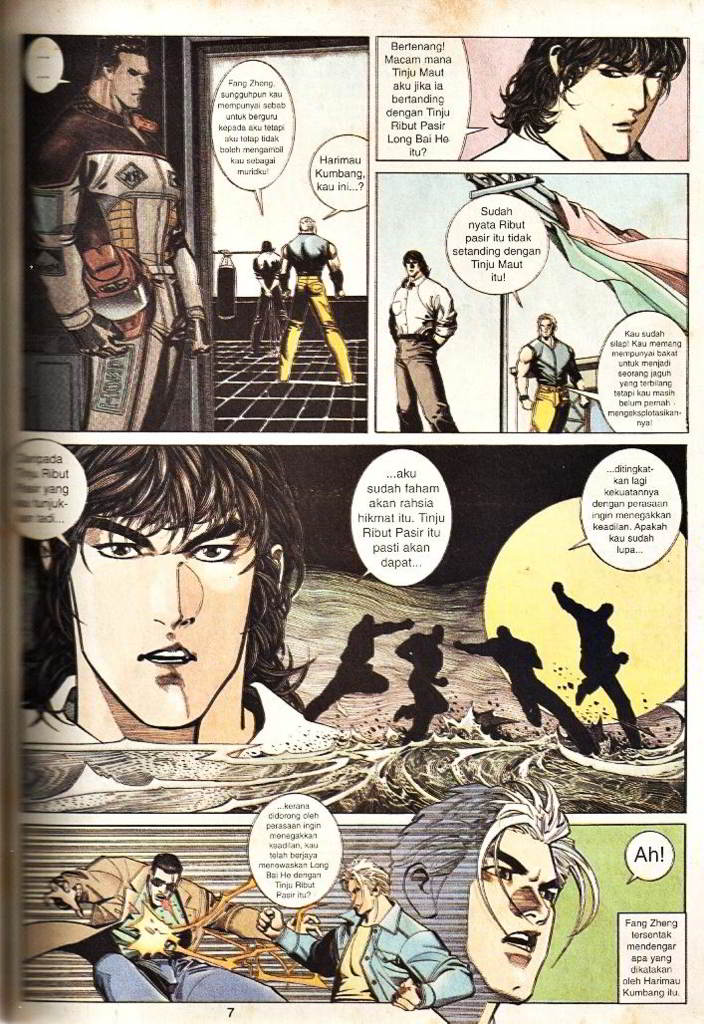 ...
...
Fang Zheng,
sungguhpun kau
mempunyai sebab
untuk berguru
kepada aku tetapi
aku tetap tidak
boleh mengambil
kau sebagai
muridku!
Harimau
Kumbang,
kau ini...?
Bertenang!
Macam mana
Tinju Maut
aku jika ia
bertanding
dengan Tinju
Ribut Pasir
Long Bai He
itu?
Sudah
nyata Ribut
pasir itu tidak
setanding dengan
Tinju Maut
itu!
Kau sudah
silap! Kau memang
mempunyai bakat
untuk menjadi
seorang jaguh
yang terbilang
tetapi kau masih
belum pernah
mengeksplotasikan-
nya!
Daripada
Tinju Ribut
Pasir yang
kau tunjuk-
kan tadi...
...aku
sudah faham
akan rahsia
hikmat itu. Tinju
Ribut Pasir itu
pasti akan
dapat...
...ditingkat-
kan lagi
kekuatannya
dengan perasaan
ingin menegakkan
keadilan. Apakah
kau sudah
lupa...
...kerana
didorong oleh
perasaan ingin
menegakkan
keadilan, kau
telah berjaya
menewaskan Long
Bai He dengan
Tinju Ribut
Pasir itu?
Ah!
Fang Zheng
tersentak
mendengar
apa yang
dikatakan
oleh Harimau
Kumbang itu.
7